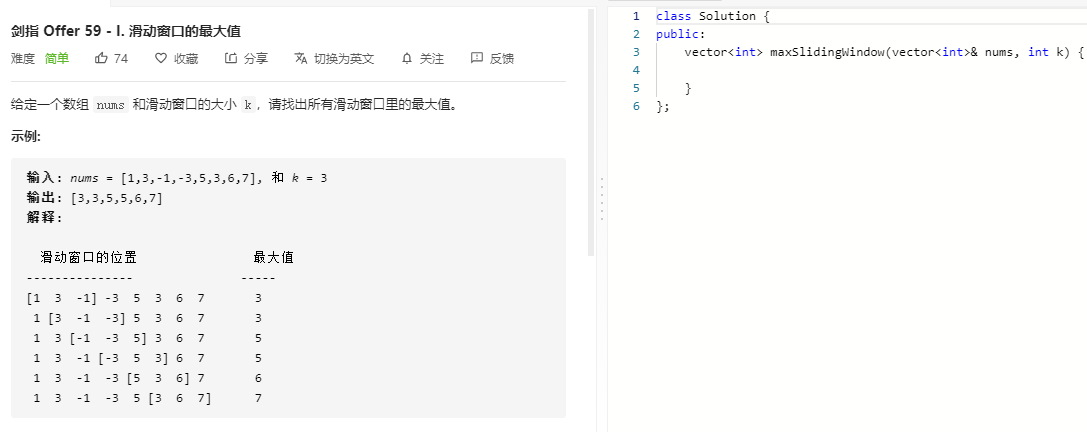 剑指 Offer 59 - I. 滑动窗口的最大值
难度 简单 74 收藏 分享 切换为英文 关注 反馈
给定一个数组 nums 和滑动窗口的大小 k，请找出所有滑动窗口里的最大值。
示例:
输入: nums = [1,3,-1,-3,5,3,6,7], 和 k = 3
输出: [3,3,5,5,6,7]
解释:
滑动窗口的位置 最大值
--------------- -----
[1 3 -1] -3 5 3 6 7 3
1 [3 -1 -3] 5 3 6 7 3
1 3 [-1 -3 5] 3 6 7 5
1 3 -1 [-3 5 3] 6 7 5
1 3 -1 -3 [5 3 6] 7 6
1 3 -1 -3 5 [3 6 7] 7
1 class Solution {
2 public:
3 vector<int> maxSlidingWindow(vector<int>& nums, int k) {
4
5 }
6 };